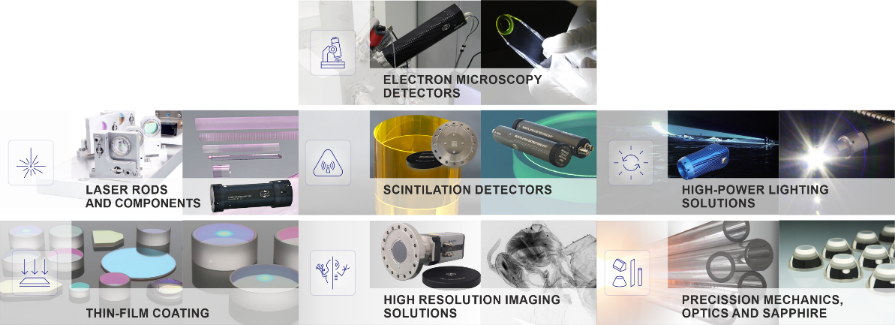 ELECTRON MICROSCOPY
DETECTORS
LASER RODS
AND COMPONENTS
SCINTILATION DETECTORS
HIGH-POWER LIGHTING
SOLUTIONS
THIN-FILM COATING
HIGH RESOLUTION IMAGING
SOLUTIONS
PRECISSION MECHANICS,
OPTICS AND SAPPHIRE